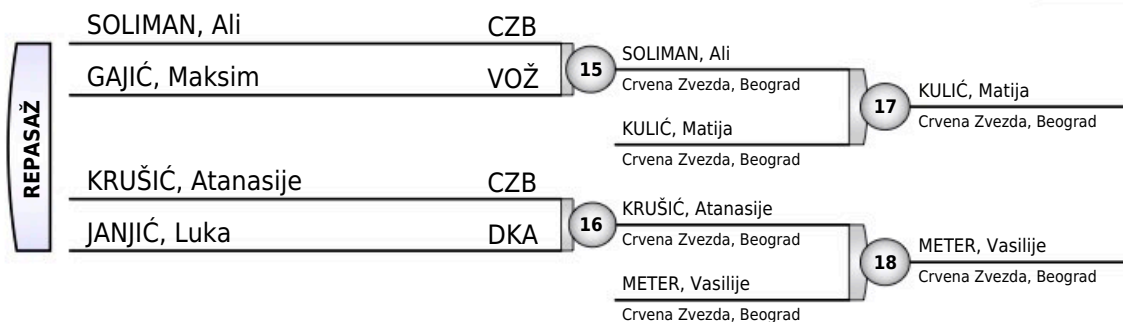 REPASAŽ
SOLIMAN, Ali CZB
GAJIĆ, Maksim VOŽ
KRUŠIĆ, Atanasije CZB
JANJIĆ, Luka DKA
15
SOLIMAN, Ali
Crvena Zvezda, Beograd
KULIĆ, Matija
Crvena Zvezda, Beograd
16
KRUŠIĆ, Atanasije
Crvena Zvezda, Beograd
METER, Vasilije
Crvena Zvezda, Beograd
17
KULIĆ, Matija
Crvena Zvezda, Beograd
18
METER, Vasilije
Crvena Zvezda, Beograd